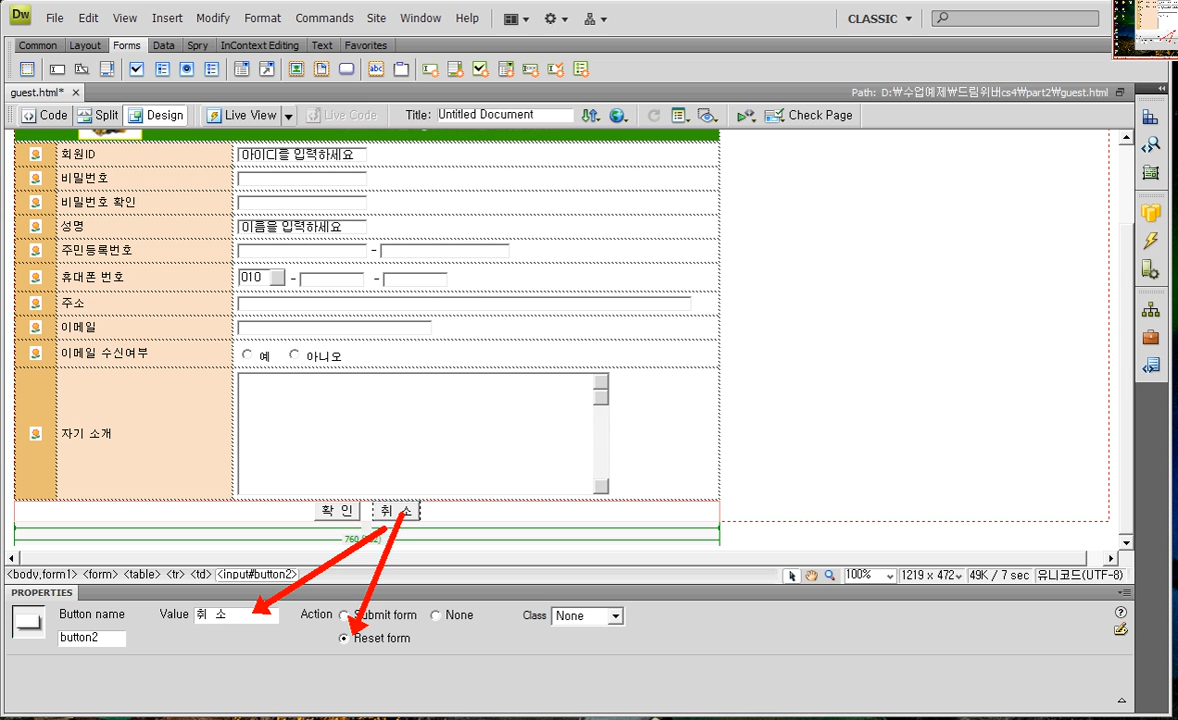 Dw File Edit View Insert Modify Format Commands Site Window Help CLASSIC
Common Layout Forms Data Spry InContext Editing Text Favorites
abc
guest.html* × Path: D:₩수업예제₩드림위버cs4₩part2₩guest.html
Code Split Design Live View Live Code Title: Untitled Document Check Page
회원ID 아이디를 입력하세요
비밀번호
비밀번호 확인
성명 이름을 입력하세요
주민등록번호 -
휴대폰 번호 010 - -
주소
이메일
이메일 수신여부 예 아니오
자기 소개
확 인 취 소
760
<body,form1> <form> <table> <tr> <td> <input#button2> 100% 1219 x 472 49K / 7 sec 유니코드(UTF-8)
PROPERTIES
Button name Value 취 소 Action Submit form None Class None
button2 Reset form